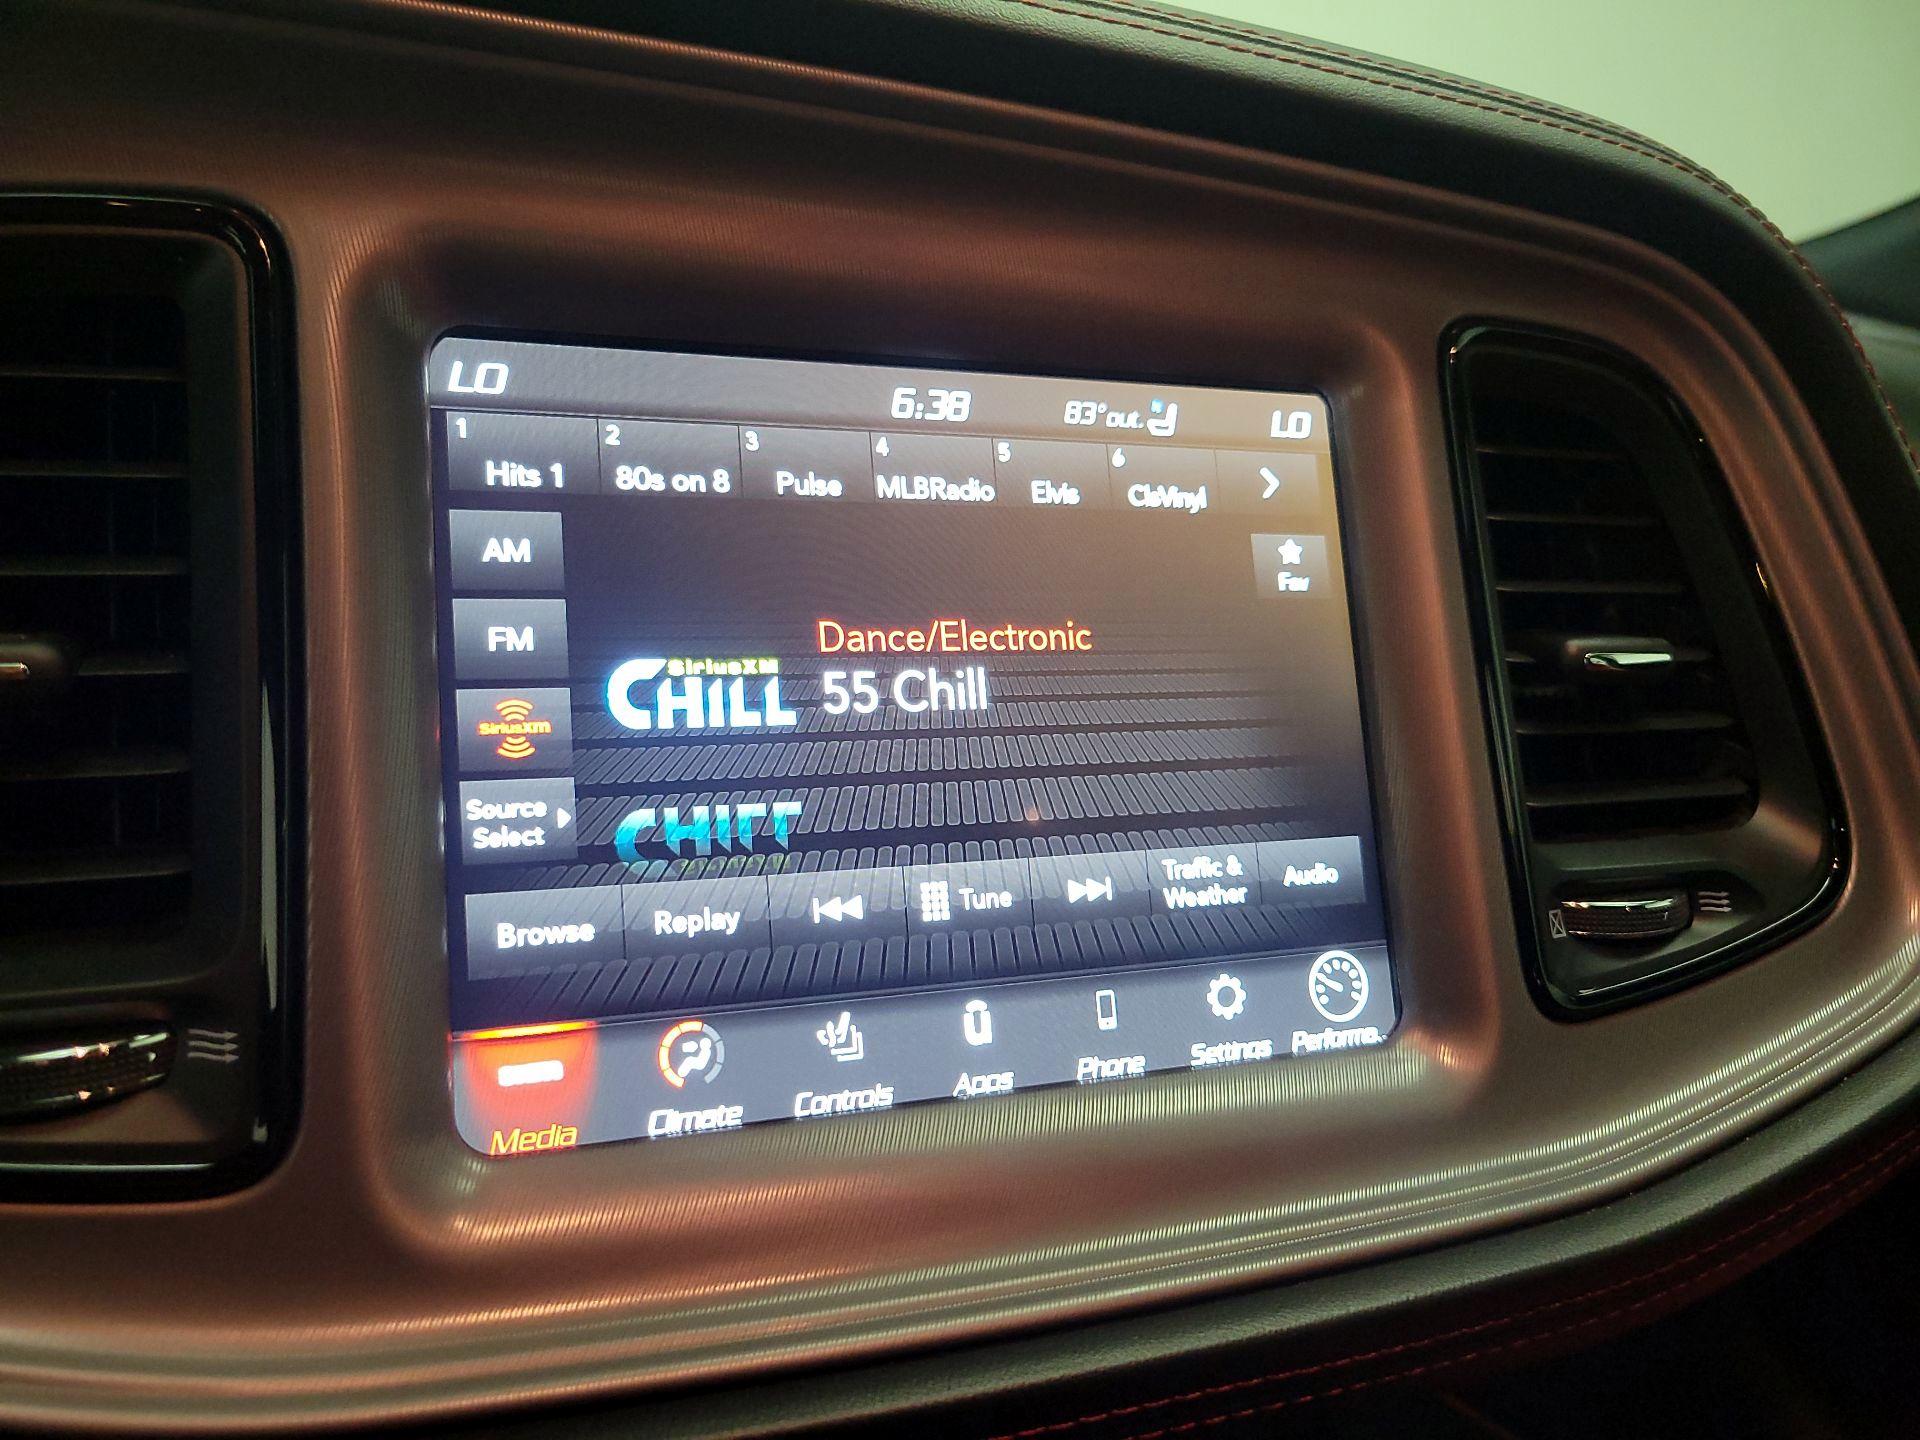 LO
6:38
83° out.
LO
1
Hits 1
2
80s on 8
3
Pulse
4
MLBRadio
5
Elvis
6
ClsVinyl
AM
FM
SiriusXM
Source
Select
Fav
Dance/Electronic
SiriusXM
CHILL
55 Chill
Browse
Replay
Tune
Traffic &
Weather
Audio
Media
Climate
Controls
Apps
Phone
Settings
Performa..